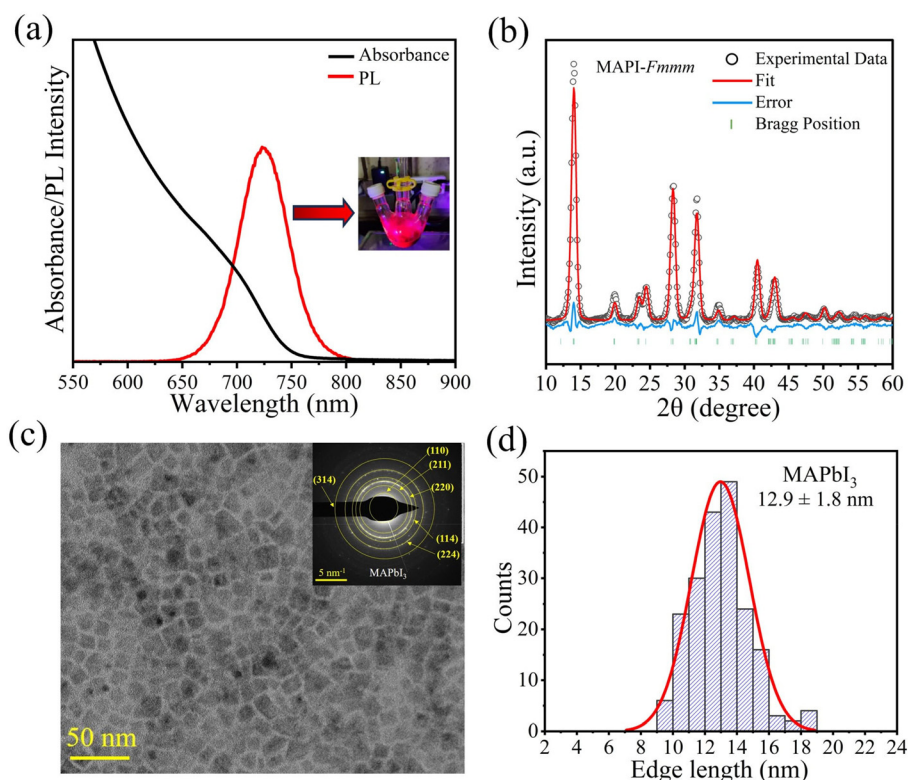 (a)
Absorbance
PL
Absorbance/PL Intensity
550 600 650 700 750 800 850 900
Wavelength (nm)
(b)
MAPI-Fmmm
Experimental Data
Fit
Error
Bragg Position
Intensity (a.u.)
10 15 20 25 30 35 40 45 50 55 60
2θ (degree)
(c)
(110)
(211)
(314)
(220)
(114)
(224)
5 nm⁻¹
MAPbI₃
50 nm
(d)
MAPbI₃
12.9 ± 1.8 nm
50
40
30
20
10
0
Counts
2 4 6 8 10 12 14 16 18 20 22 24
Edge length (nm)